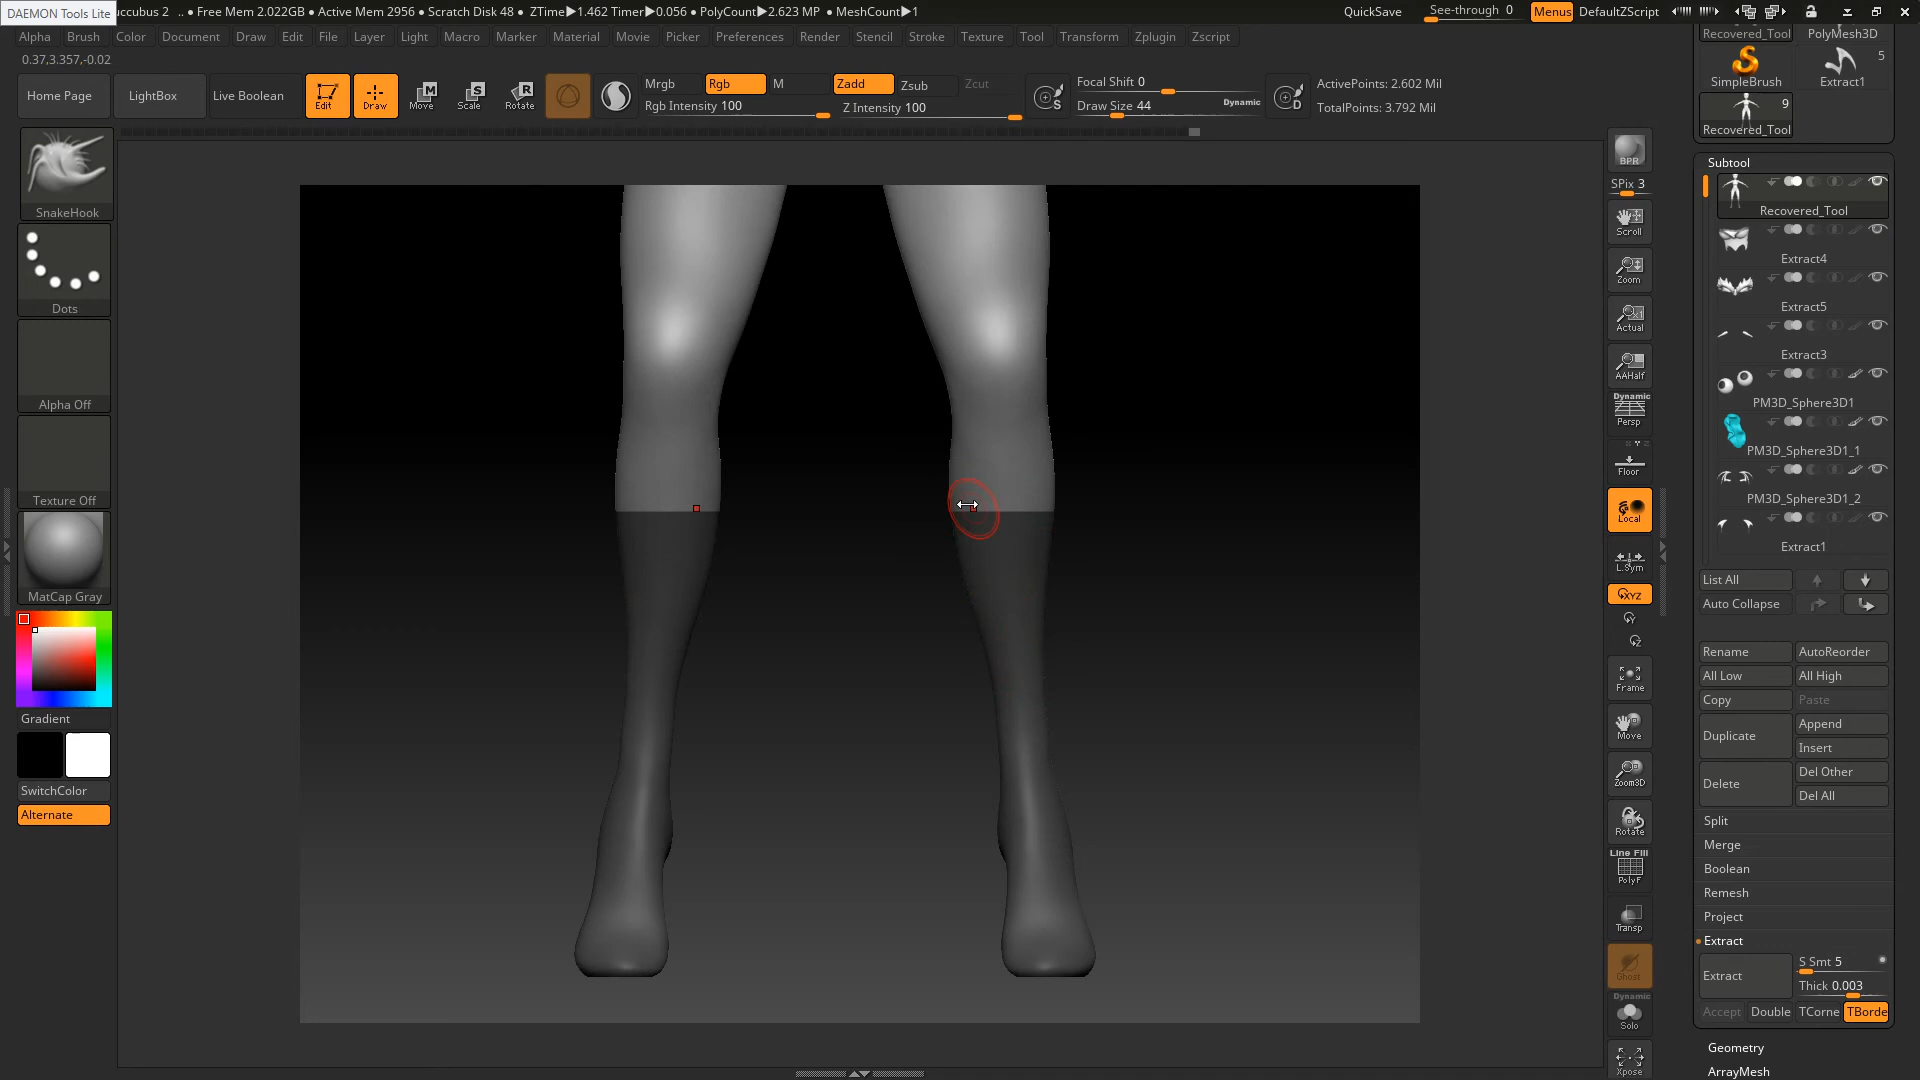 DAEMON Tools Lite
uccubus 2 .. ● Free Mem 2.022GB ● Active Mem 2956 ● Scratch Disk 48 ● ZTime▶1.462 Timer▶0.056 ● PolyCount▶2.623 MP ● MeshCount▶1
QuickSave See-through 0 Menus DefaultZScript
Alpha Brush Color Document Draw Edit File Layer Light Macro Marker Material Movie Picker Preferences Render Stencil Stroke Texture Tool Transform Zplugin Zscript
0.37,3.357,-0.02
Home Page LightBox Live Boolean
Edit Draw Move Scale Rotate
Mrgb Rgb M
Rgb Intensity 100
Zadd Zsub Zcut
Z Intensity 100
S
Focal Shift 0
Draw Size 44 Dynamic
D
ActivePoints: 2.602 Mil
TotalPoints: 3.792 Mil
SnakeHook
Dots
Alpha Off
Texture Off
MatCap Gray
Gradient
SwitchColor
Alternate
BPR
SPix 3
Scroll
Zoom
Actual
AAHalf
Dynamic
Persp
Floor
Local
L.Sym
XYZ
Y
Z
Frame
Move
Zoom3D
Rotate
Line Fill
PolyF
Transp
Ghost
Dynamic
Solo
Xpose
Recovered_Tool PolyMesh3D
SimpleBrush
5
Extract1
9
Recovered_Tool
Subtool
Recovered_Tool
Extract4
Extract5
Extract3
PM3D_Sphere3D1
PM3D_Sphere3D1_1
PM3D_Sphere3D1_2
Extract1
List All
Auto Collapse
Rename AutoReorder
All Low All High
Copy Paste
Duplicate Append
Insert
Delete Del Other
Del All
Split
Merge
Boolean
Remesh
Project
Extract
Extract S Smt 5
Thick 0.003
Accept Double TCorne TBorde
Geometry
ArrayMesh